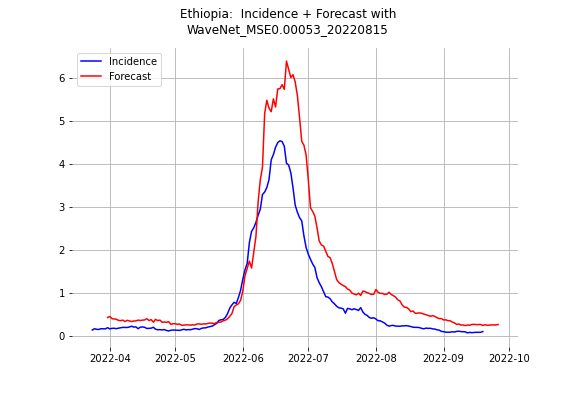 Ethiopia:  Incidence + Forecast with
WaveNet_MSE0.00053_20220815
Incidence
Forecast
6
5
4
3
2
1
0
2022-04 2022-05 2022-06 2022-07 2022-08 2022-09 2022-10